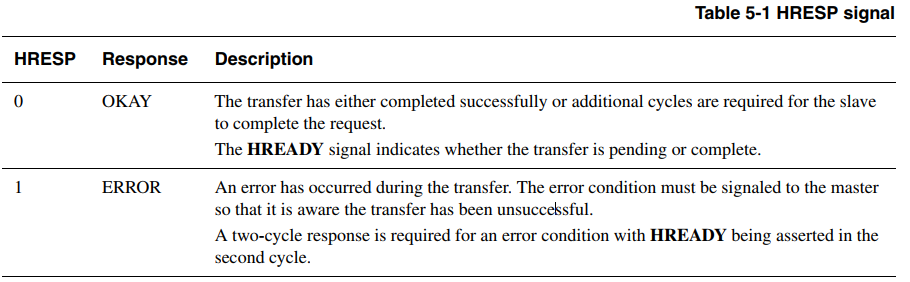 Table 5-1 HRESP signal
HRESP Response Description
0 OKAY The transfer has either completed successfully or additional cycles are required for the slave
to complete the request.
The HREADY signal indicates whether the transfer is pending or complete.
1 ERROR An error has occurred during the transfer. The error condition must be signaled to the master
so that it is aware the transfer has been unsuccessful.
A two-cycle response is required for an error condition with HREADY being asserted in the
second cycle.